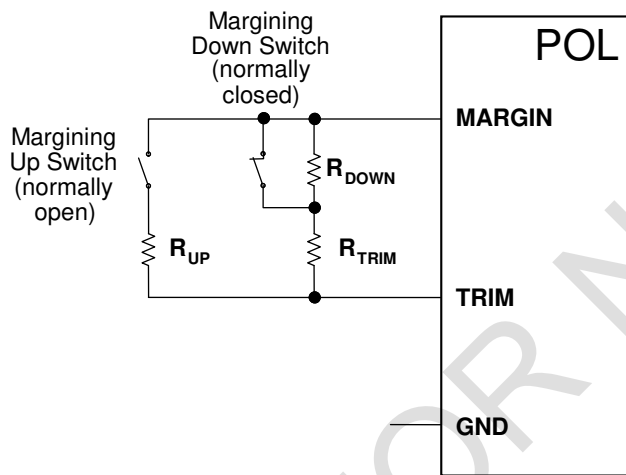 Margining
Down Switch
(normally
closed)
POL
MARGIN
Margining
Up Switch
(normally
open)
R_DOWN
R_UP
R_TRIM
TRIM
GND